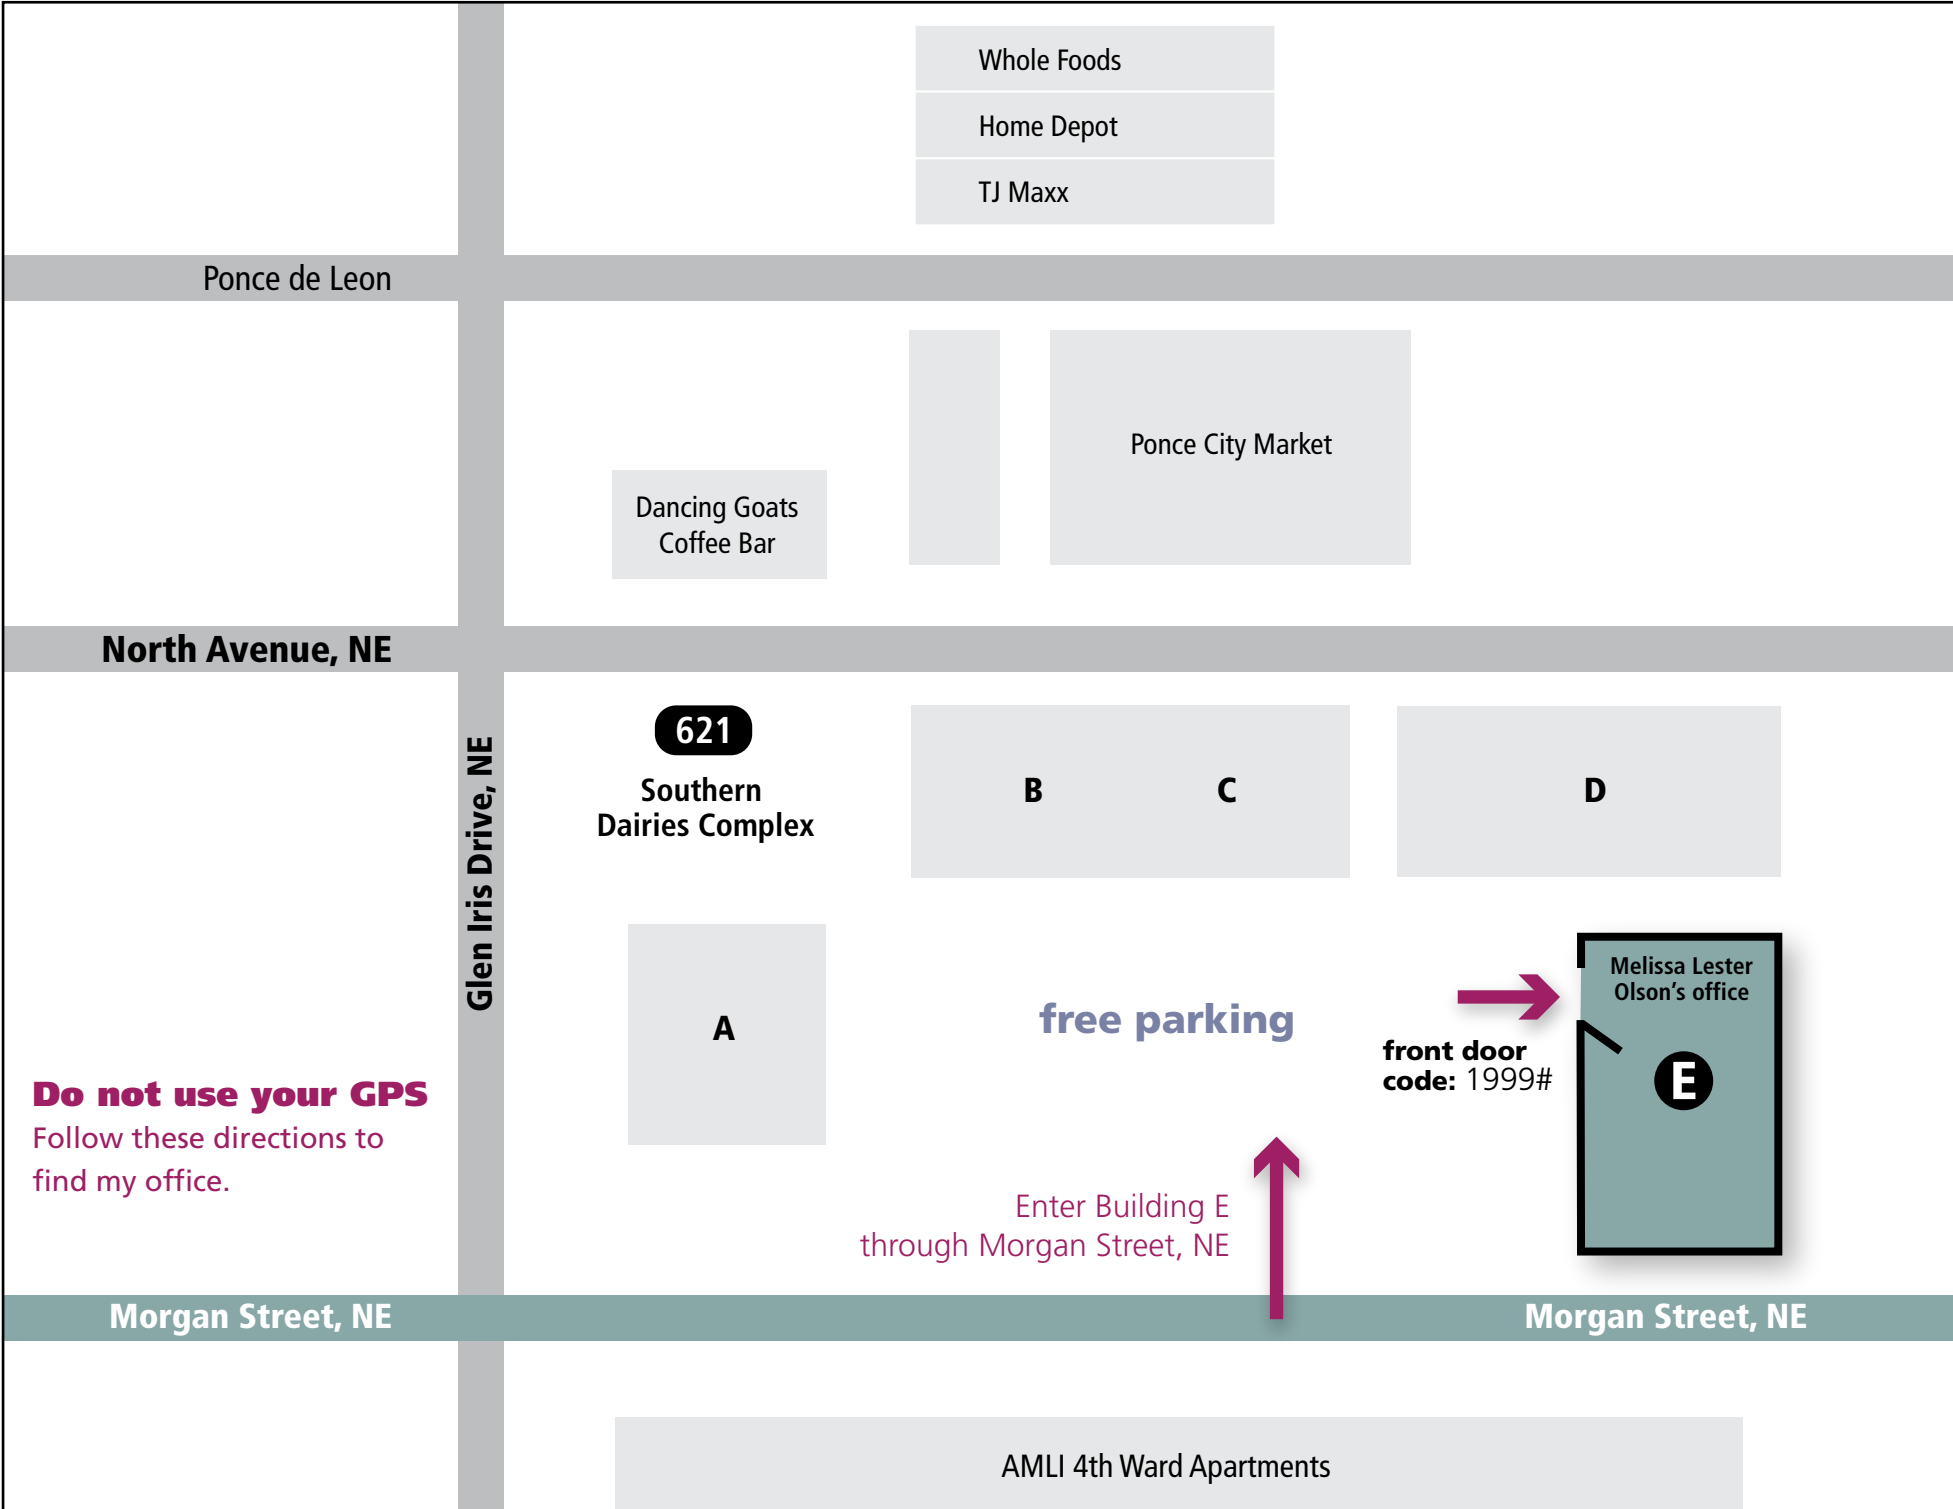 Whole Foods
Home Depot
TJ Maxx
Ponce de Leon
Ponce City Market
Dancing Goats
Coffee Bar
North Avenue, NE
Glen Iris Drive, NE
621
Southern
Dairies Complex
B
C
D
A
free parking
Melissa Lester
Olson's office
E
front door
code: 1999#
Do not use your GPS
Follow these directions to
find my office.
Enter Building E
through Morgan Street, NE
Morgan Street, NE
Morgan Street, NE
AMLI 4th Ward Apartments